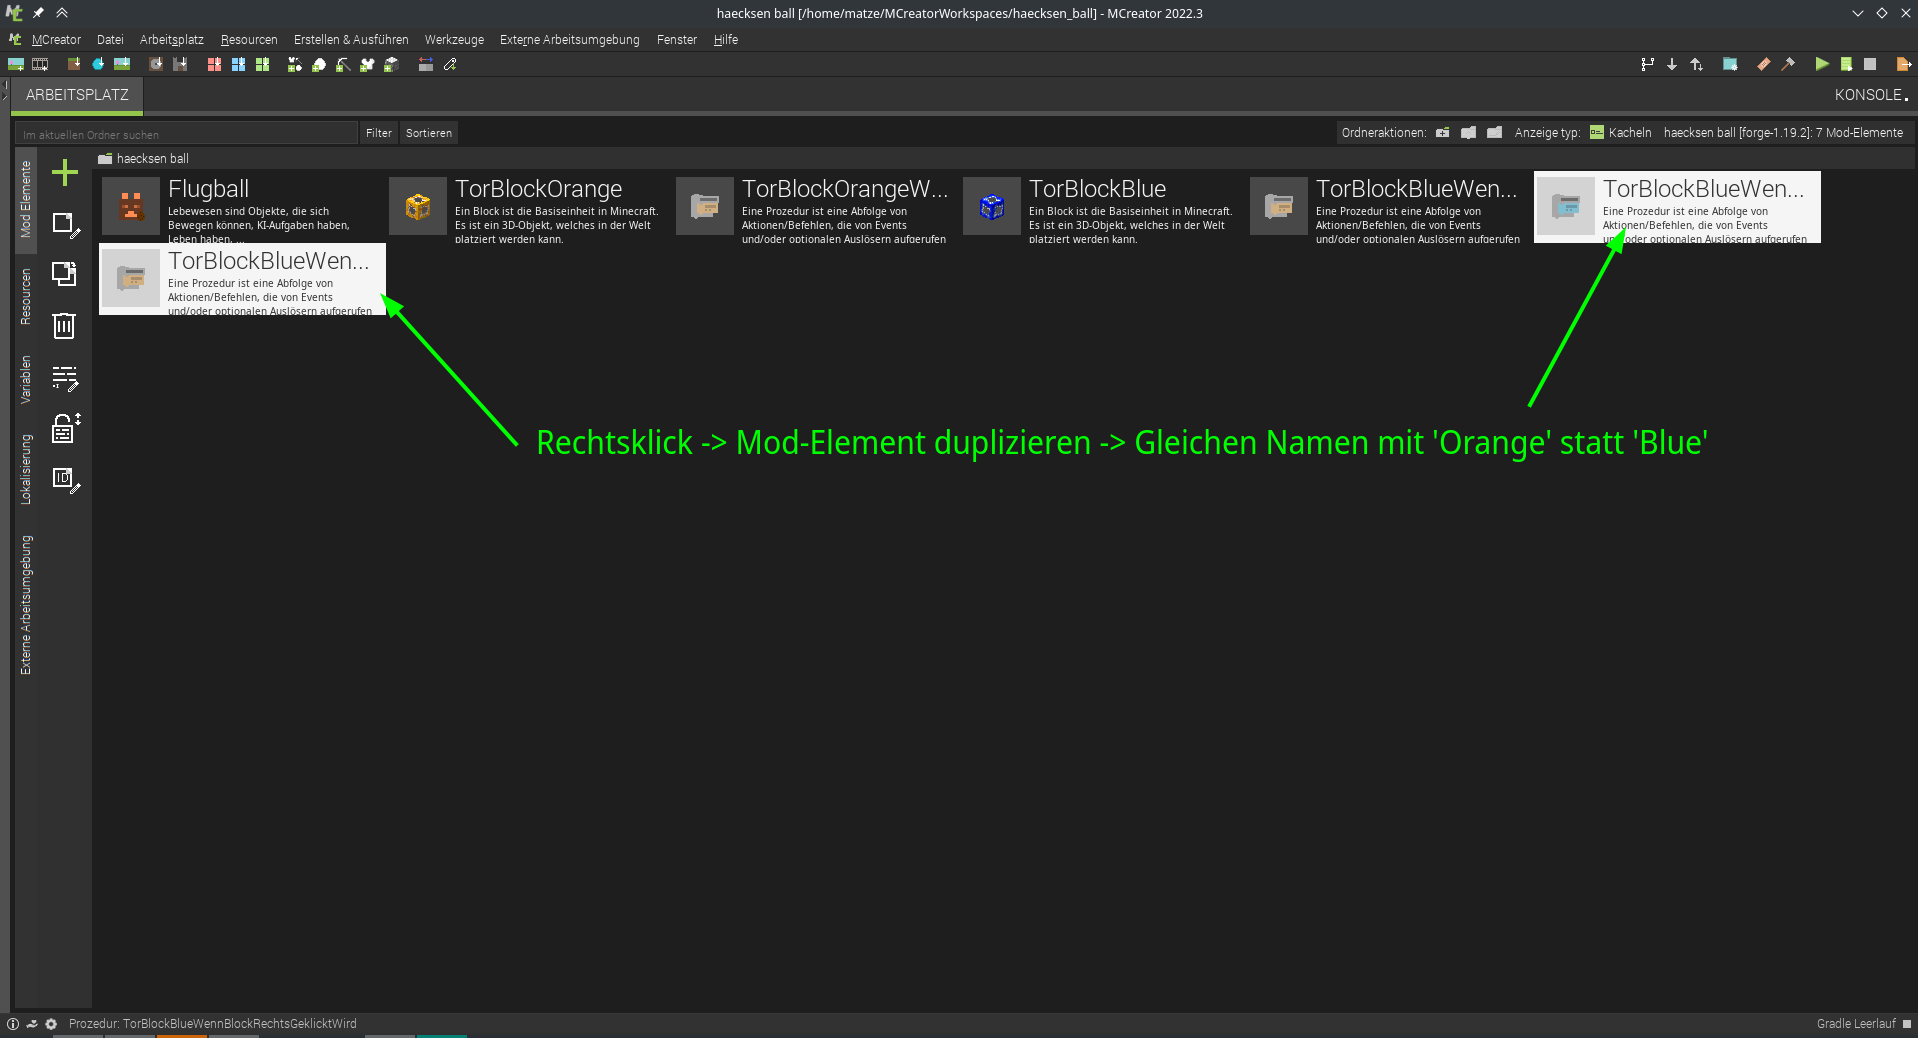 haecksen ball [/home/matze/MCreatorWorkspaces/haecksen_ball] - MCreator 2022.3
MCreator Datei Arbeitsplatz Resourcen Erstellen & Ausführen Werkzeuge Externe Arbeitsumgebung Fenster Hilfe
ARBEITSPLATZ
KONSOLE
Im aktuellen Ordner suchen
Filter
Sortieren
Ordneraktionen:
Anzeige typ:
Kacheln
haecksen ball [forge-1.19.2]: 7 Mod-Elemente
Mod Elemente
Resourcen
Variablen
Lokalisierung
Externe Arbeitsumgebung
haecksen ball
Flugball
Lebewesen sind Objekte, die sich
Bewegen können, KI-Aufgaben haben,
Leben haben, ...
TorBlockOrange
Ein Block ist die Basiseinheit in Minecraft.
Es ist ein 3D-Objekt, welches in der Welt
platziert werden kann.
TorBlockOrangeW...
Eine Prozedur ist eine Abfolge von
Aktionen/Befehlen, die von Events
und/oder optionalen Auslösern aufgerufen
TorBlockBlue
Ein Block ist die Basiseinheit in Minecraft.
Es ist ein 3D-Objekt, welches in der Welt
platziert werden kann.
TorBlockBlueWen...
Eine Prozedur ist eine Abfolge von
Aktionen/Befehlen, die von Events
und/oder optionalen Auslösern aufgerufen
TorBlockBlueWen...
Eine Prozedur ist eine Abfolge von
Aktionen/Befehlen, die von Events
und/oder optionalen Auslösern aufgerufen
TorBlockBlueWen...
Eine Prozedur ist eine Abfolge von
Aktionen/Befehlen, die von Events
und/oder optionalen Auslösern aufgerufen
Rechtsklick -> Mod-Element duplizieren -> Gleichen Namen mit 'Orange' statt 'Blue'
ID
Prozedur: TorBlockBlueWennBlockRechtsGeklicktWird
Gradle Leerlauf